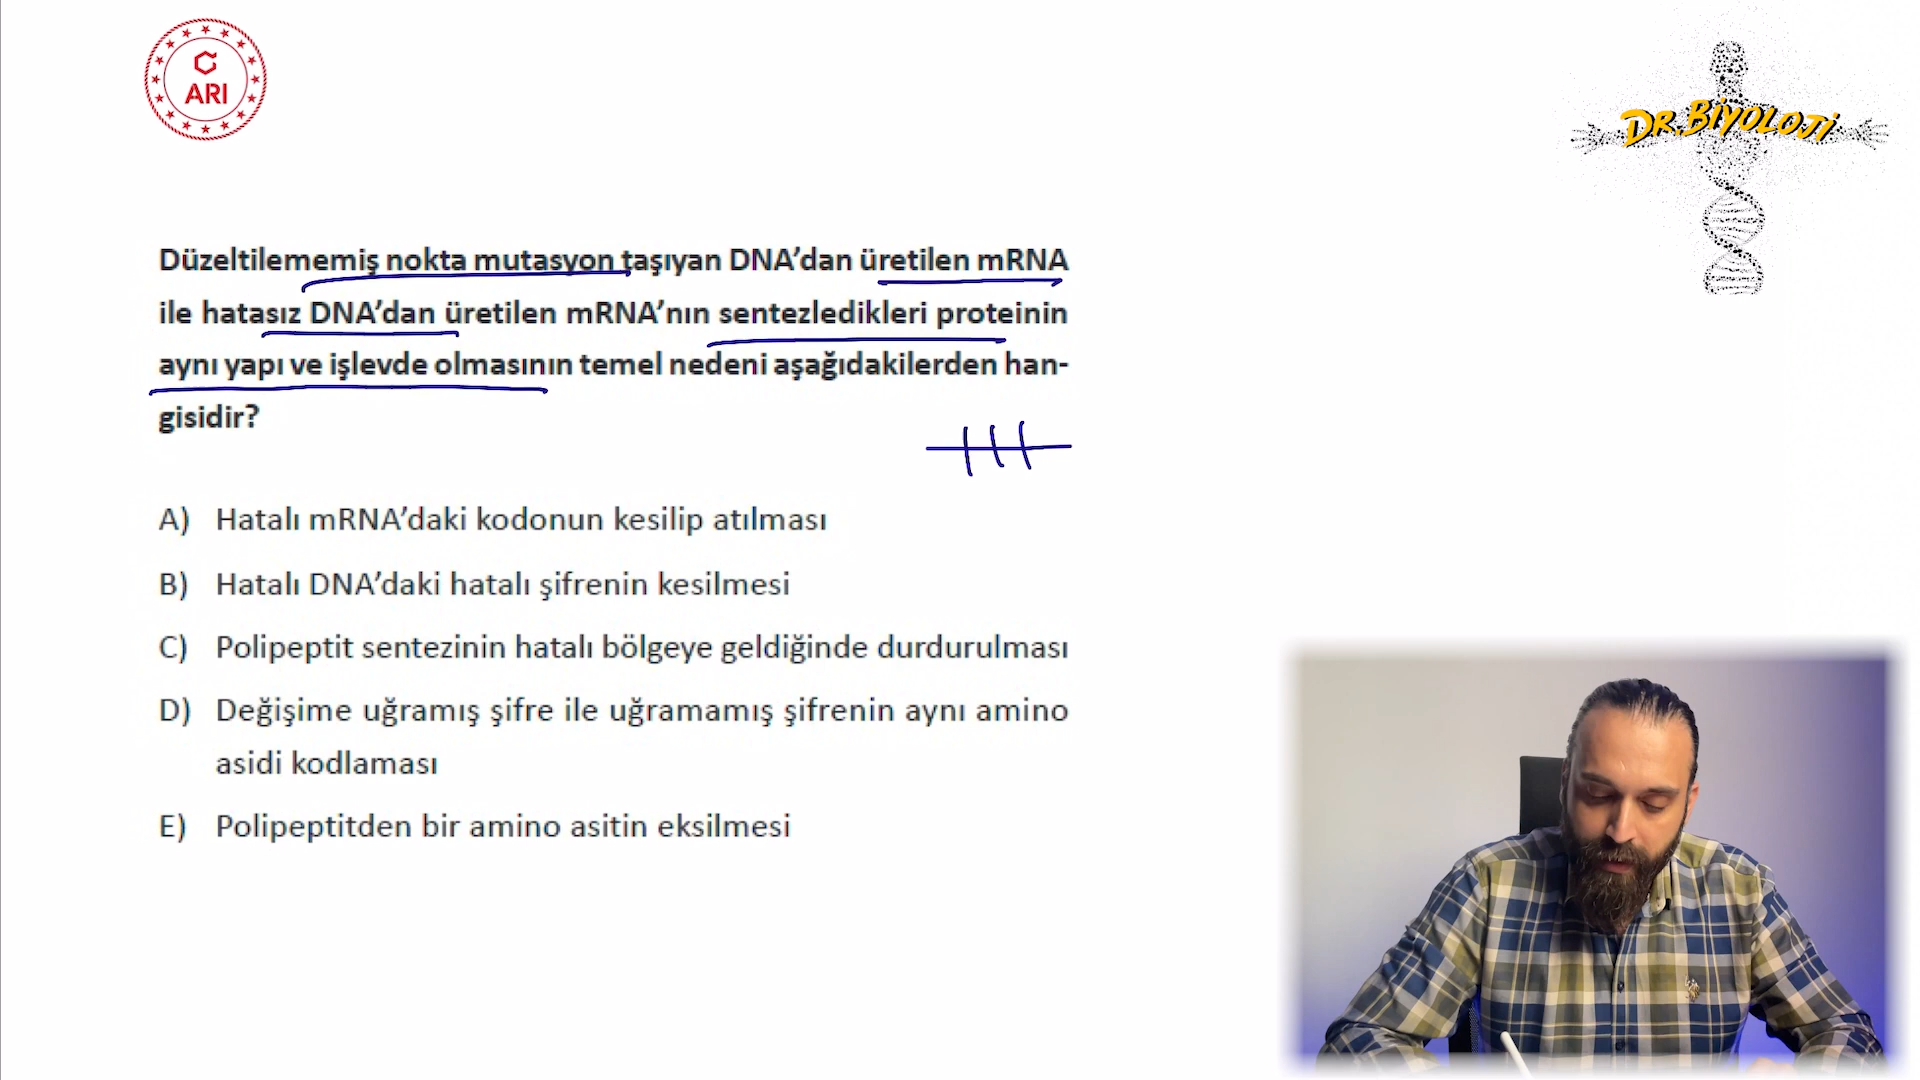 ARI
DR.BİYOLOJİ
Düzeltilememiş nokta mutasyon taşıyan DNA’dan üretilen mRNA
ile hatasız DNA’dan üretilen mRNA’nın sentezledikleri proteinin
aynı yapı ve işlevde olmasının temel nedeni aşağıdakilerden han-
gisidir?
A) Hatalı mRNA’daki kodonun kesilip atılması
B) Hatalı DNA’daki hatalı şifrenin kesilmesi
C) Polipeptit sentezinin hatalı bölgeye geldiğinde durdurulması
D) Değişime uğramış şifre ile uğramamış şifrenin aynı amino
asidi kodlaması
E) Polipeptitden bir amino asitin eksilmesi